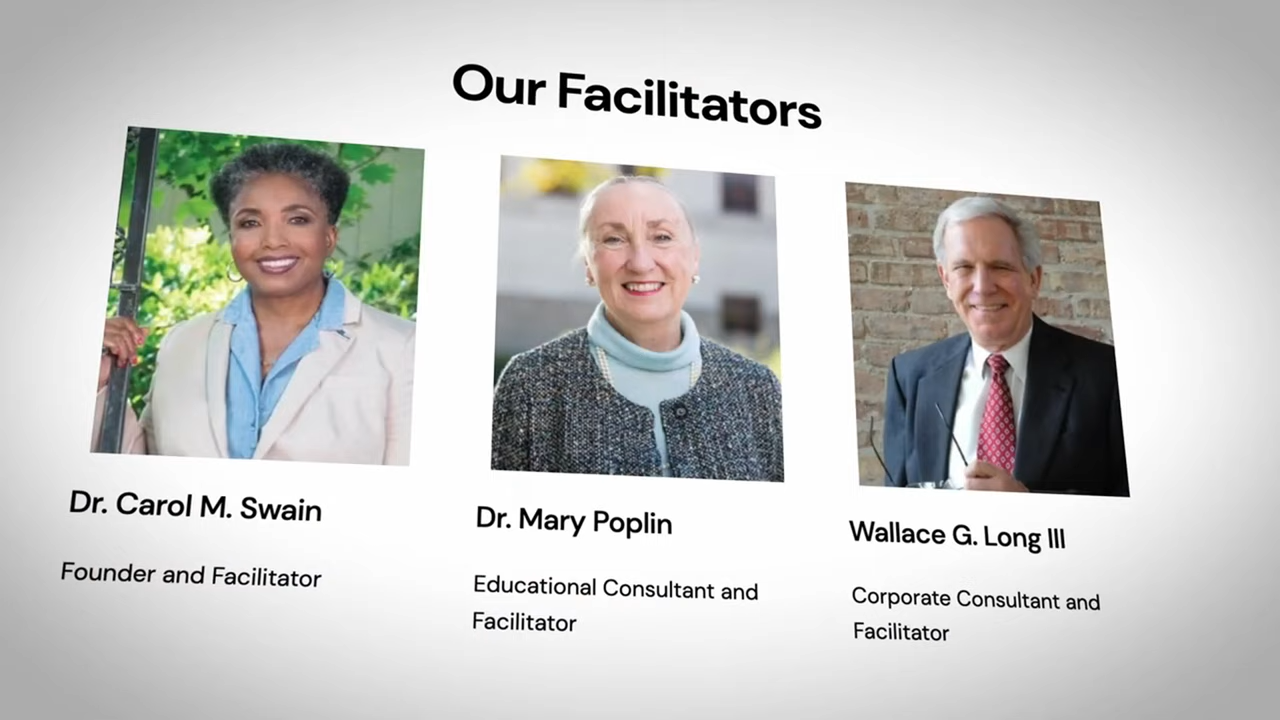 Our Facilitators
Dr. Carol M. Swain
Founder and Facilitator
Dr. Mary Poplin
Educational Consultant and
Facilitator
Wallace G. Long III
Corporate Consultant and
Facilitator